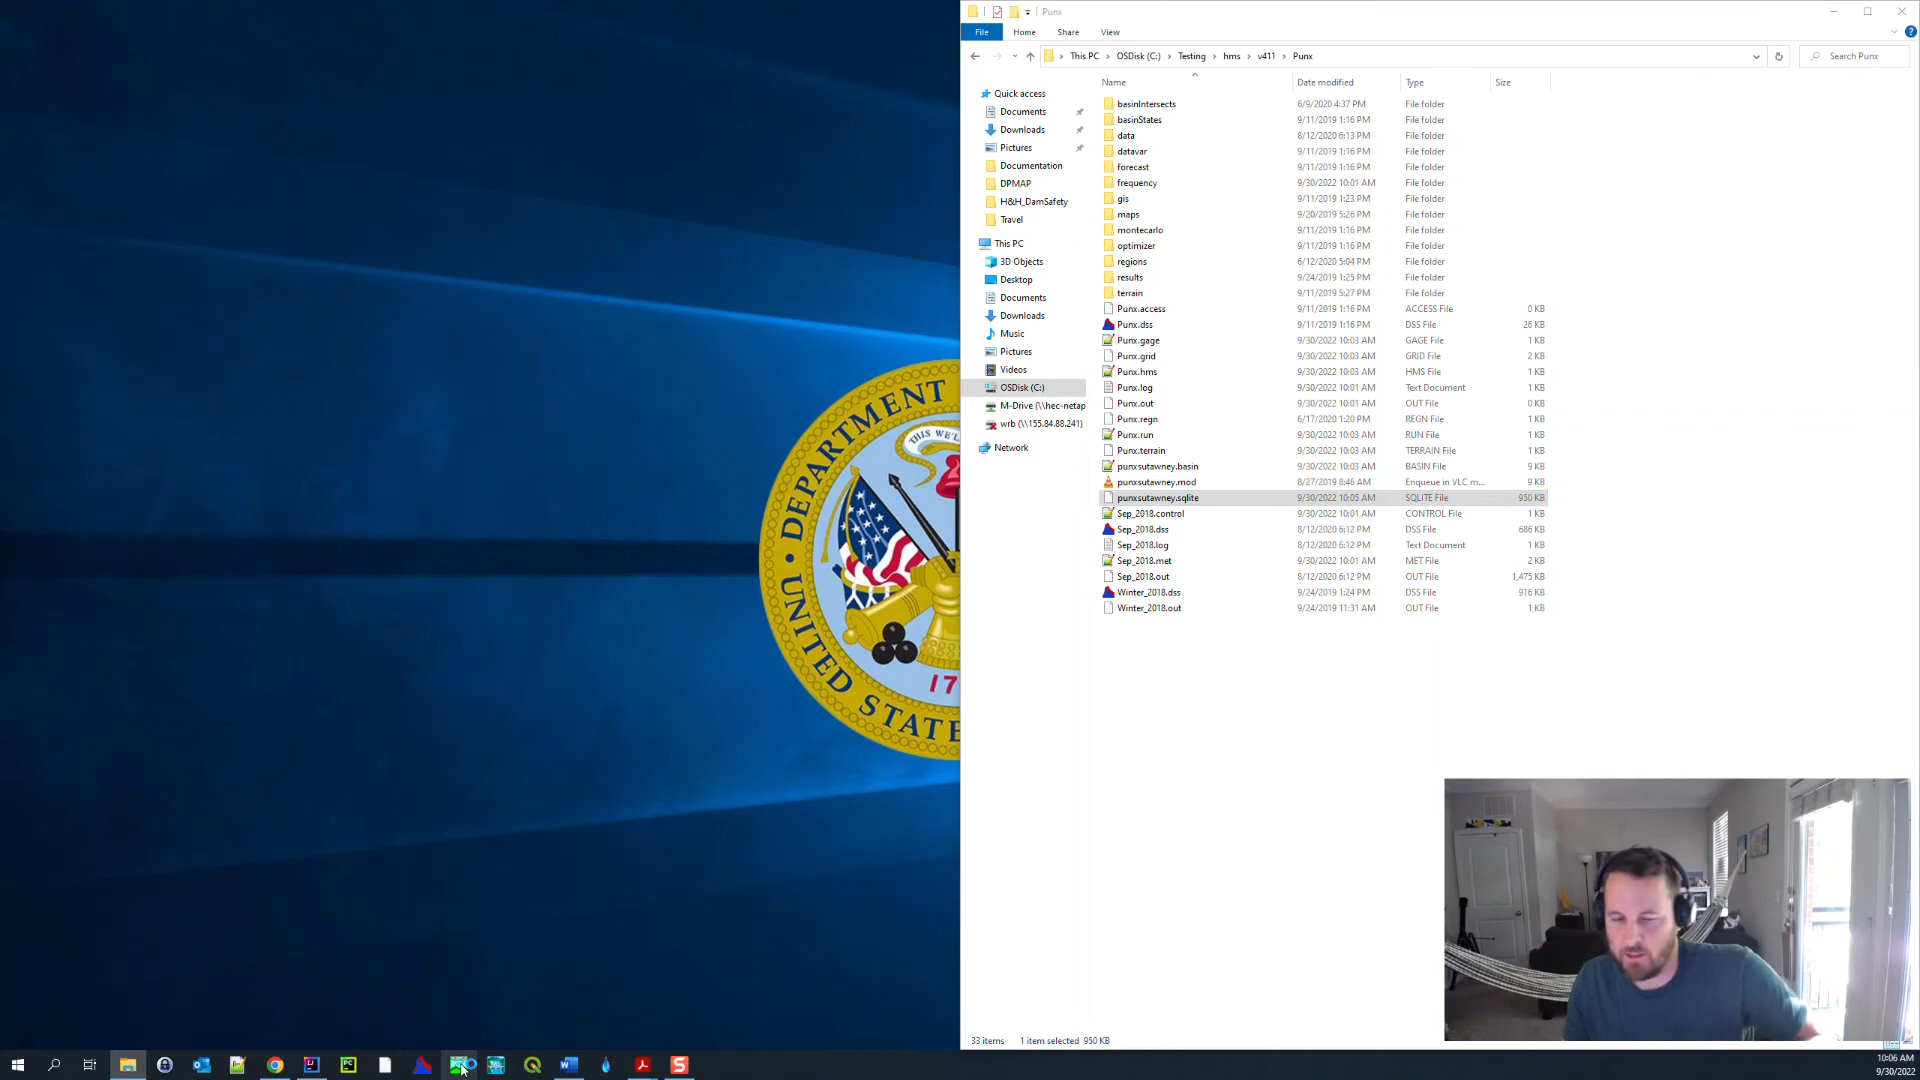 Punx
File Home Share View
This PC OSDisk (C:) Testing hms v411 Punx
Search Punx
Name Date modified Type Size
Quick access
Documents
Downloads
Pictures
Documentation
DPMAP
H&H_DamSafety
Travel
This PC
3D Objects
Desktop
Documents
Downloads
Music
Pictures
Videos
OSDisk (C:)
M-Drive (\\hec-netap
wrb (\\155.84.88.241)
Network
basinIntersects 6/9/2020 4:37 PM File folder
basinStates 9/11/2019 1:16 PM File folder
data 8/12/2020 6:13 PM File folder
datavar 9/11/2019 1:16 PM File folder
forecast 9/11/2019 1:16 PM File folder
frequency 9/30/2022 10:01 AM File folder
gis 9/11/2019 1:23 PM File folder
maps 9/20/2019 5:26 PM File folder
montecarlo 9/11/2019 1:16 PM File folder
optimizer 9/11/2019 1:16 PM File folder
regions 6/12/2020 5:04 PM File folder
results 9/24/2019 1:25 PM File folder
terrain 9/11/2019 5:27 PM File folder
Punx.access 9/11/2019 1:16 PM ACCESS File 0 KB
Punx.dss 9/11/2019 1:16 PM DSS File 26 KB
Punx.gage 9/30/2022 10:03 AM GAGE File 1 KB
Punx.grid 9/30/2022 10:03 AM GRID File 2 KB
Punx.hms 9/30/2022 10:03 AM HMS File 1 KB
Punx.log 9/30/2022 10:01 AM Text Document 1 KB
Punx.out 9/30/2022 10:01 AM OUT File 0 KB
Punx.regn 6/17/2020 1:20 PM REGN File 1 KB
Punx.run 9/30/2022 10:03 AM RUN File 1 KB
Punx.terrain 9/30/2022 10:03 AM TERRAIN File 1 KB
punxsutawney.basin 9/30/2022 10:03 AM BASIN File 9 KB
punxsutawney.mod 8/27/2019 8:46 AM Enqueue in VLC m... 9 KB
punxsutawney.sqlite 9/30/2022 10:05 AM SQLITE File 950 KB
Sep_2018.control 9/30/2022 10:01 AM CONTROL File 1 KB
Sep_2018.dss 8/12/2020 6:12 PM DSS File 686 KB
Sep_2018.log 8/12/2020 6:12 PM Text Document 1 KB
Sep_2018.met 9/30/2022 10:01 AM MET File 2 KB
Sep_2018.out 8/12/2020 6:12 PM OUT File 1,475 KB
Winter_2018.dss 9/24/2019 1:24 PM DSS File 916 KB
Winter_2018.out 9/24/2019 11:31 AM OUT File 1 KB
DEPARTMENT
THIS WE'L
UNITED STATE
17
33 items 1 item selected 950 KB
10:06 AM
9/30/2022